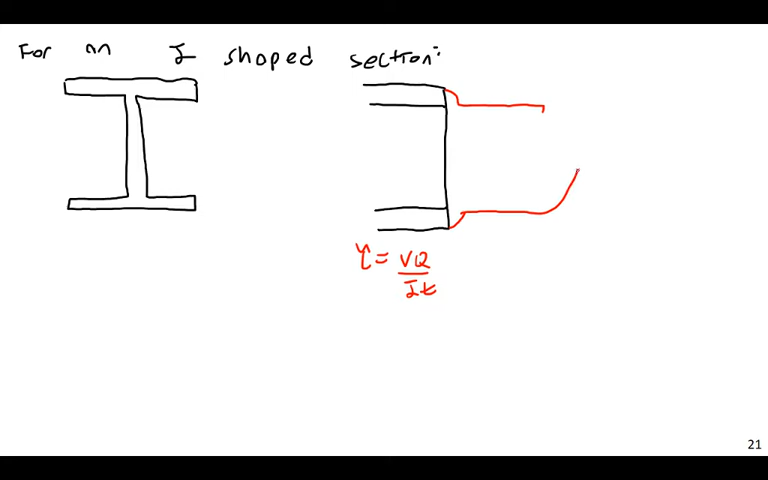 For an I shaped section:
τ = VQ
It
21